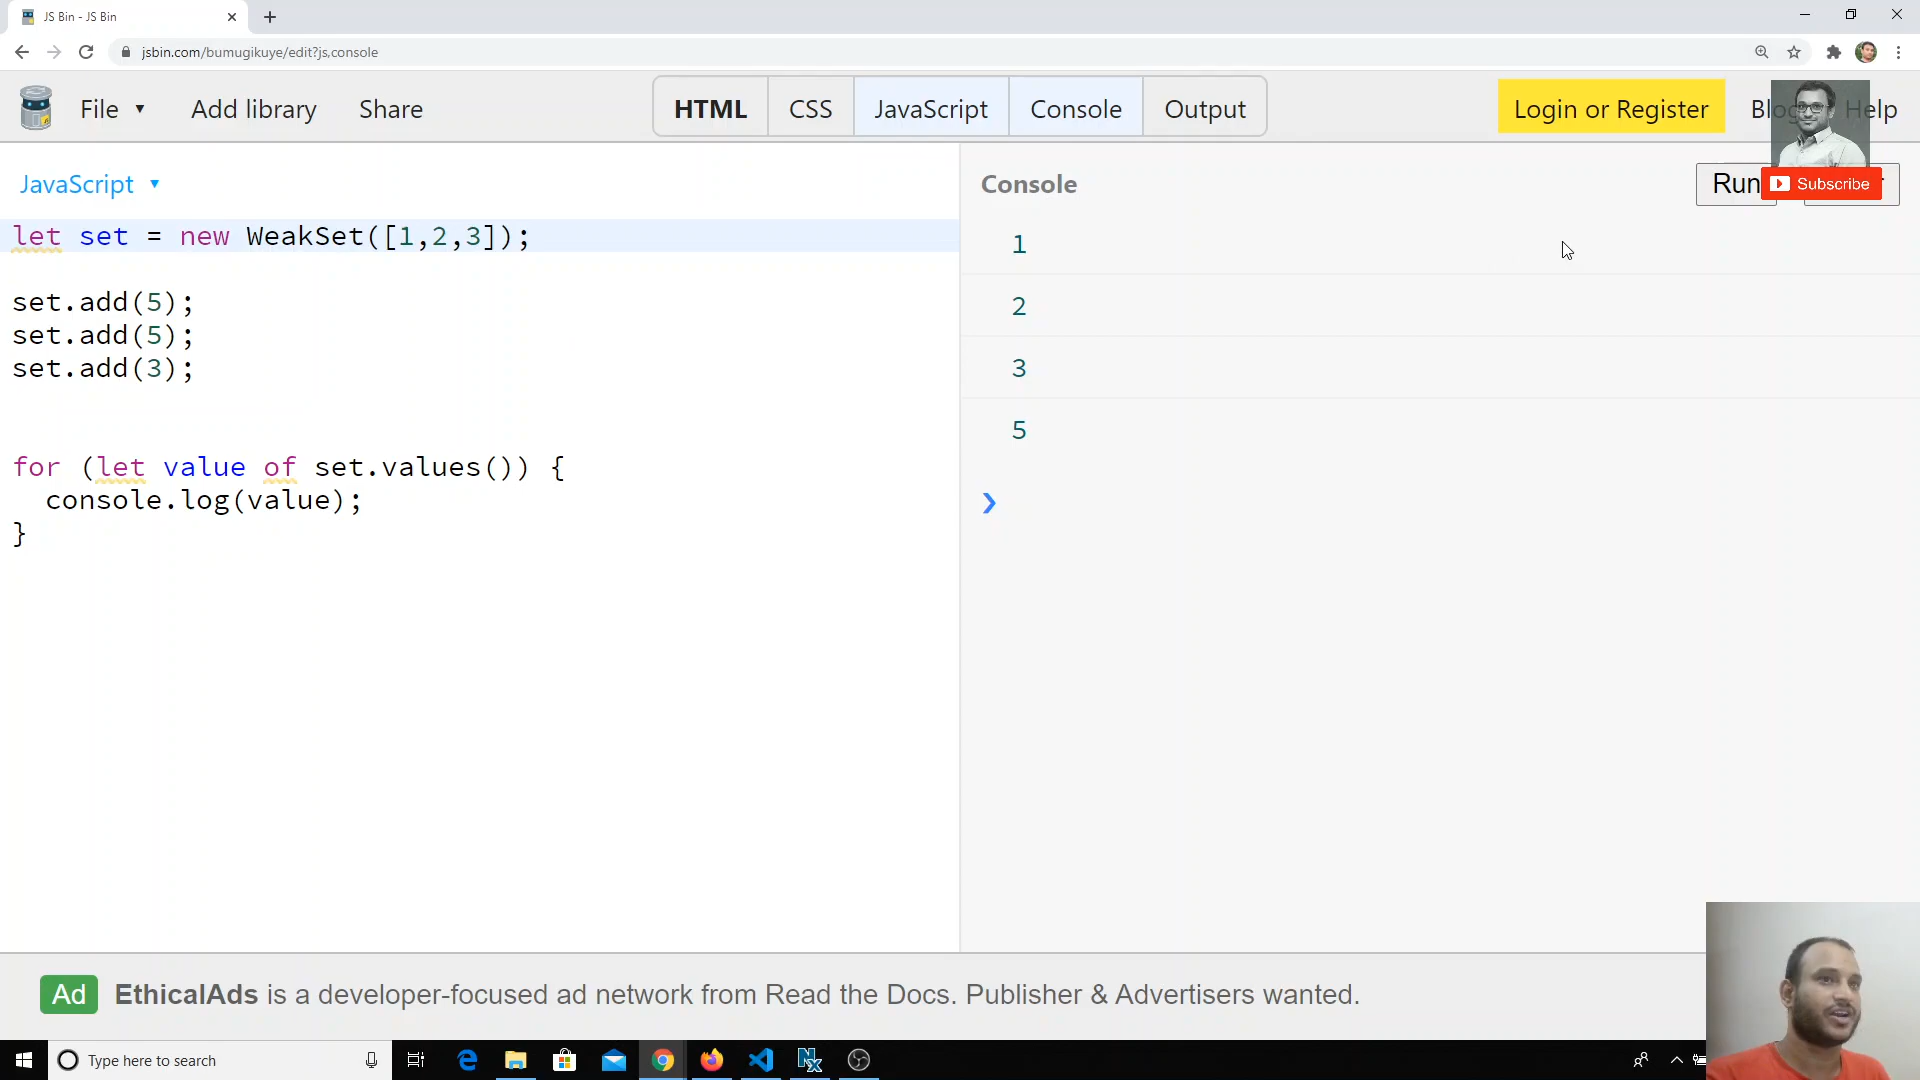 JS Bin - JS Bin
jsbin.com/bumugikuye/edit?js,console
File Add library Share HTML CSS JavaScript Console Output Login or Register Help
JavaScript
Console
Run
Subscribe
let set = new WeakSet([1,2,3]);
set.add(5);
set.add(5);
set.add(3);
for (let value of set.values()) {
console.log(value);
}
1
2
3
5
Ad EthicalAds is a developer-focused ad network from Read the Docs. Publisher & Advertisers wanted.
Type here to search